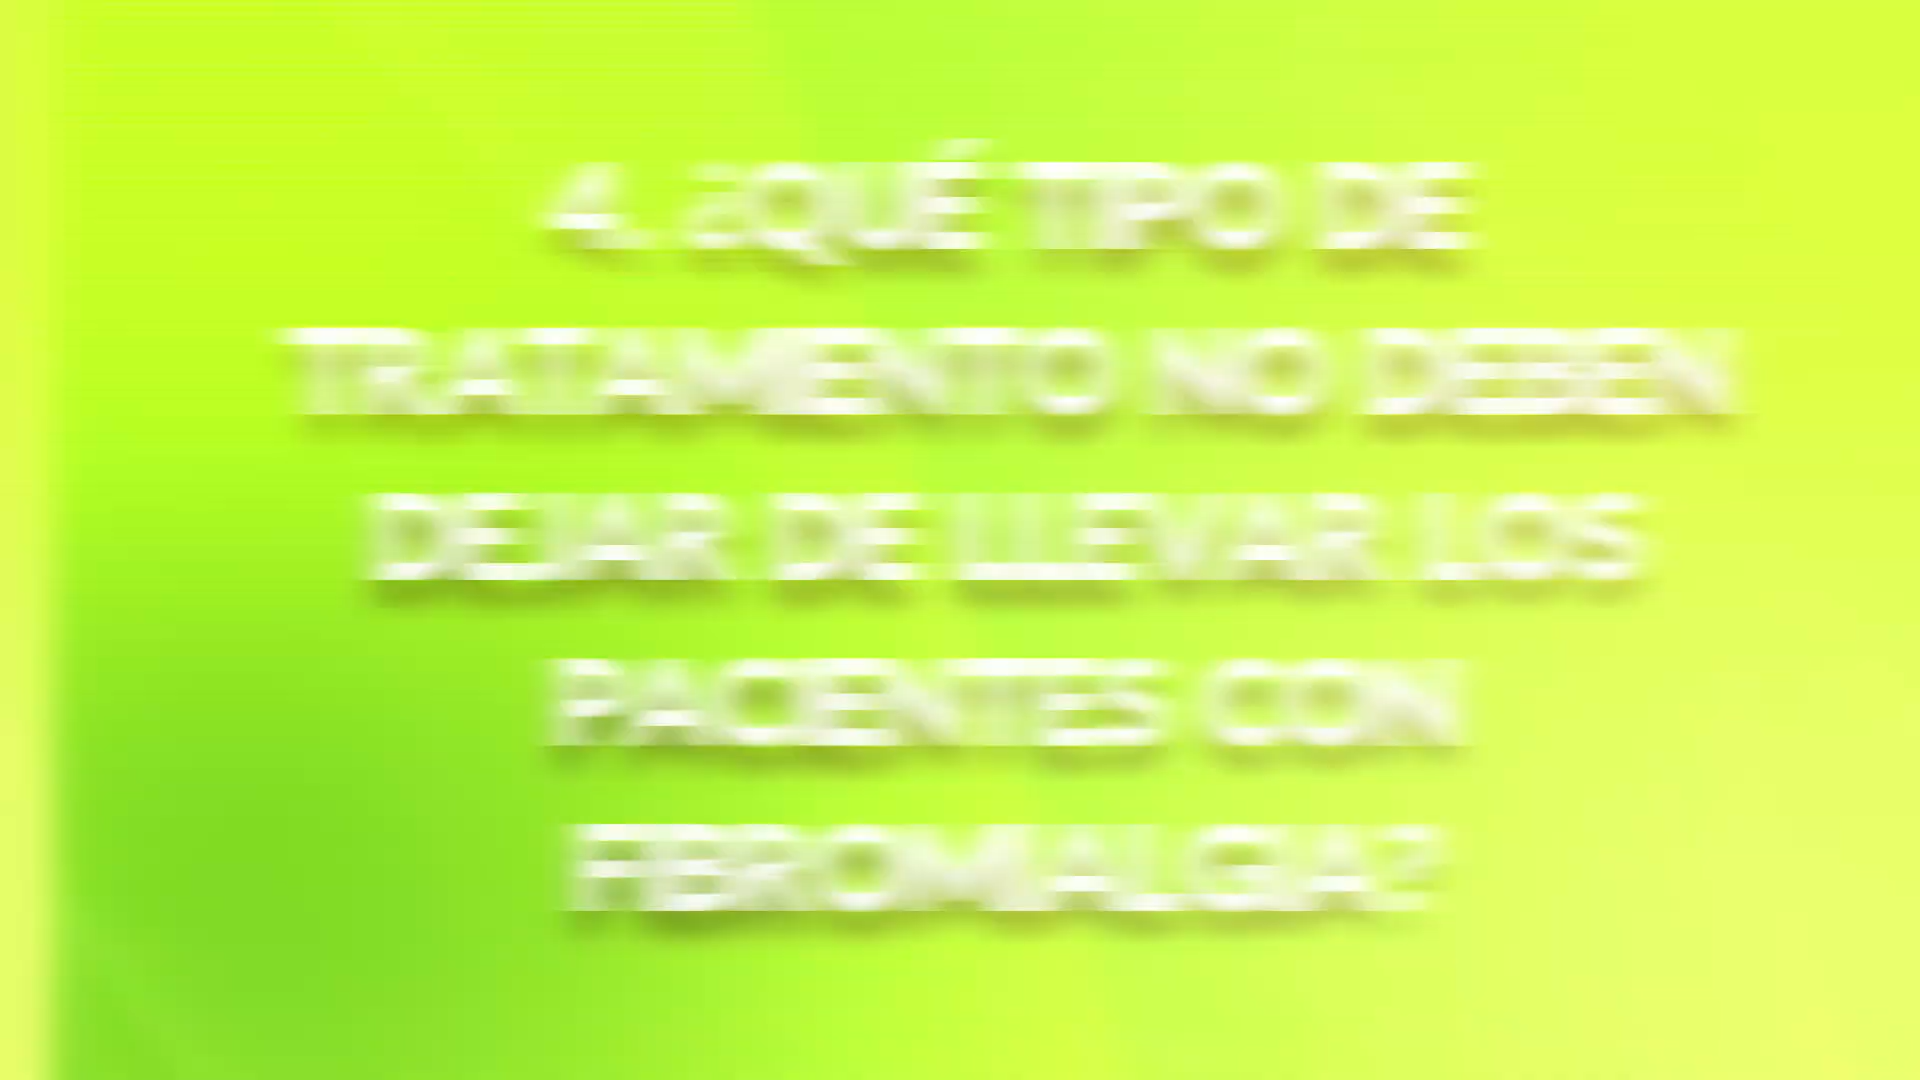 4. ¿QUÉ TIPO DE
TRATAMIENTO NO DEBEN
DEJAR DE LLEVAR LOS
PACIENTES CON
FIBROMIALGIA?